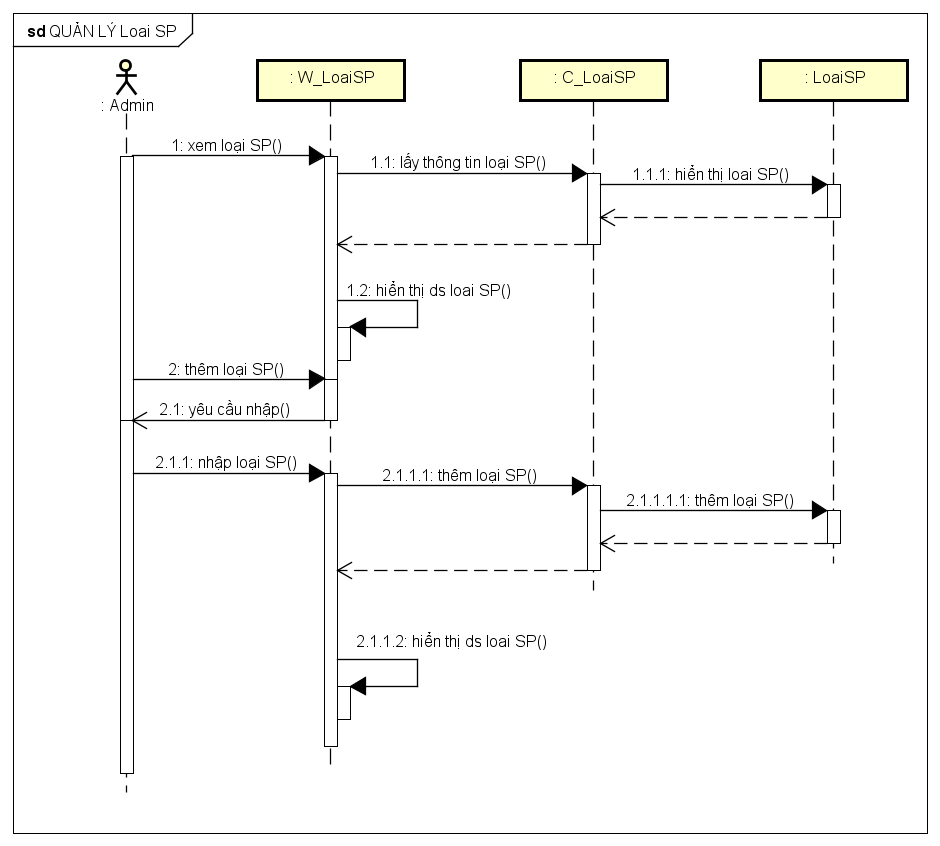 sd QUẢN LÝ Loai SP
: Admin
: W_LoaiSP
: C_LoaiSP
: LoaiSP
1: xem loại SP()
1.1: lấy thông tin loại SP()
1.1.1: hiển thị loai SP()
1.2: hiển thị ds loai SP()
2: thêm loại SP()
2.1: yêu cầu nhập()
2.1.1: nhập loại SP()
2.1.1.1: thêm loại SP()
2.1.1.1.1: thêm loại SP()
2.1.1.2: hiển thị ds loai SP()